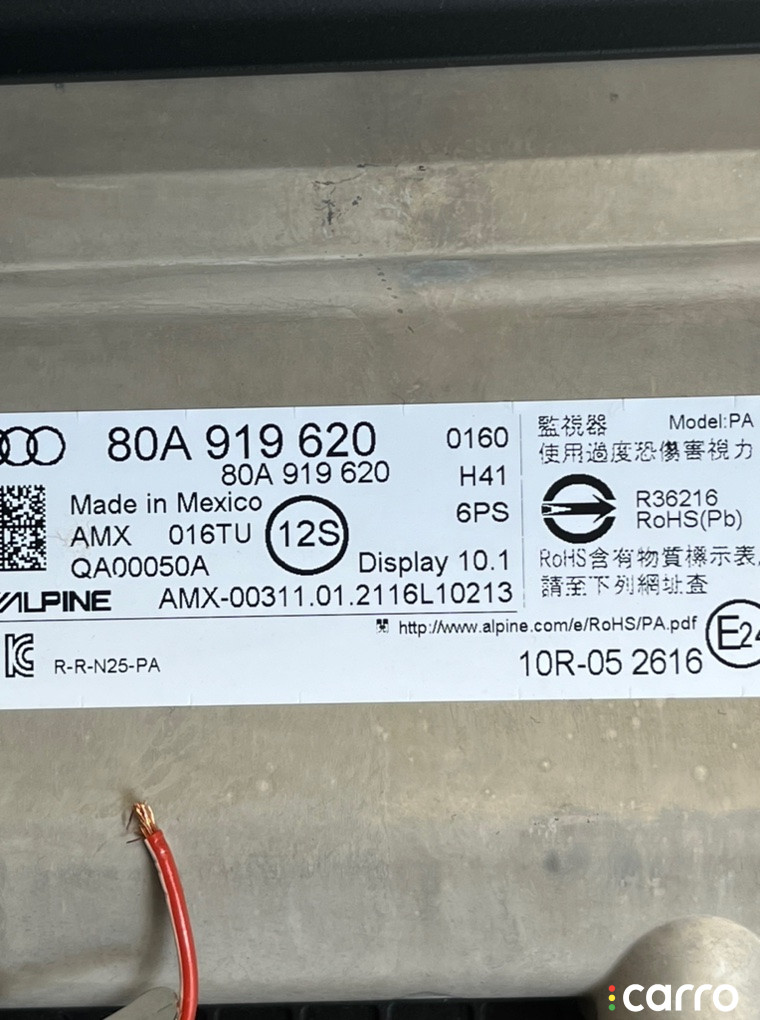 80A 919 620
80A 919 620
0160
H41
6PS
Made in Mexico
AMX 016TU
12S
QA00050A
Display 10.1
ALPINE AMX-00311.01.2116L10213
監視器 Model:PA
使用過度恐傷害視力
R36216
RoHS(Pb)
RoHS含有物質標示表
請至下列網址查
http://www.alpine.com/e/RoHS/PA.pdf
R-R-N25-PA
10R-05 2616
E24
carro